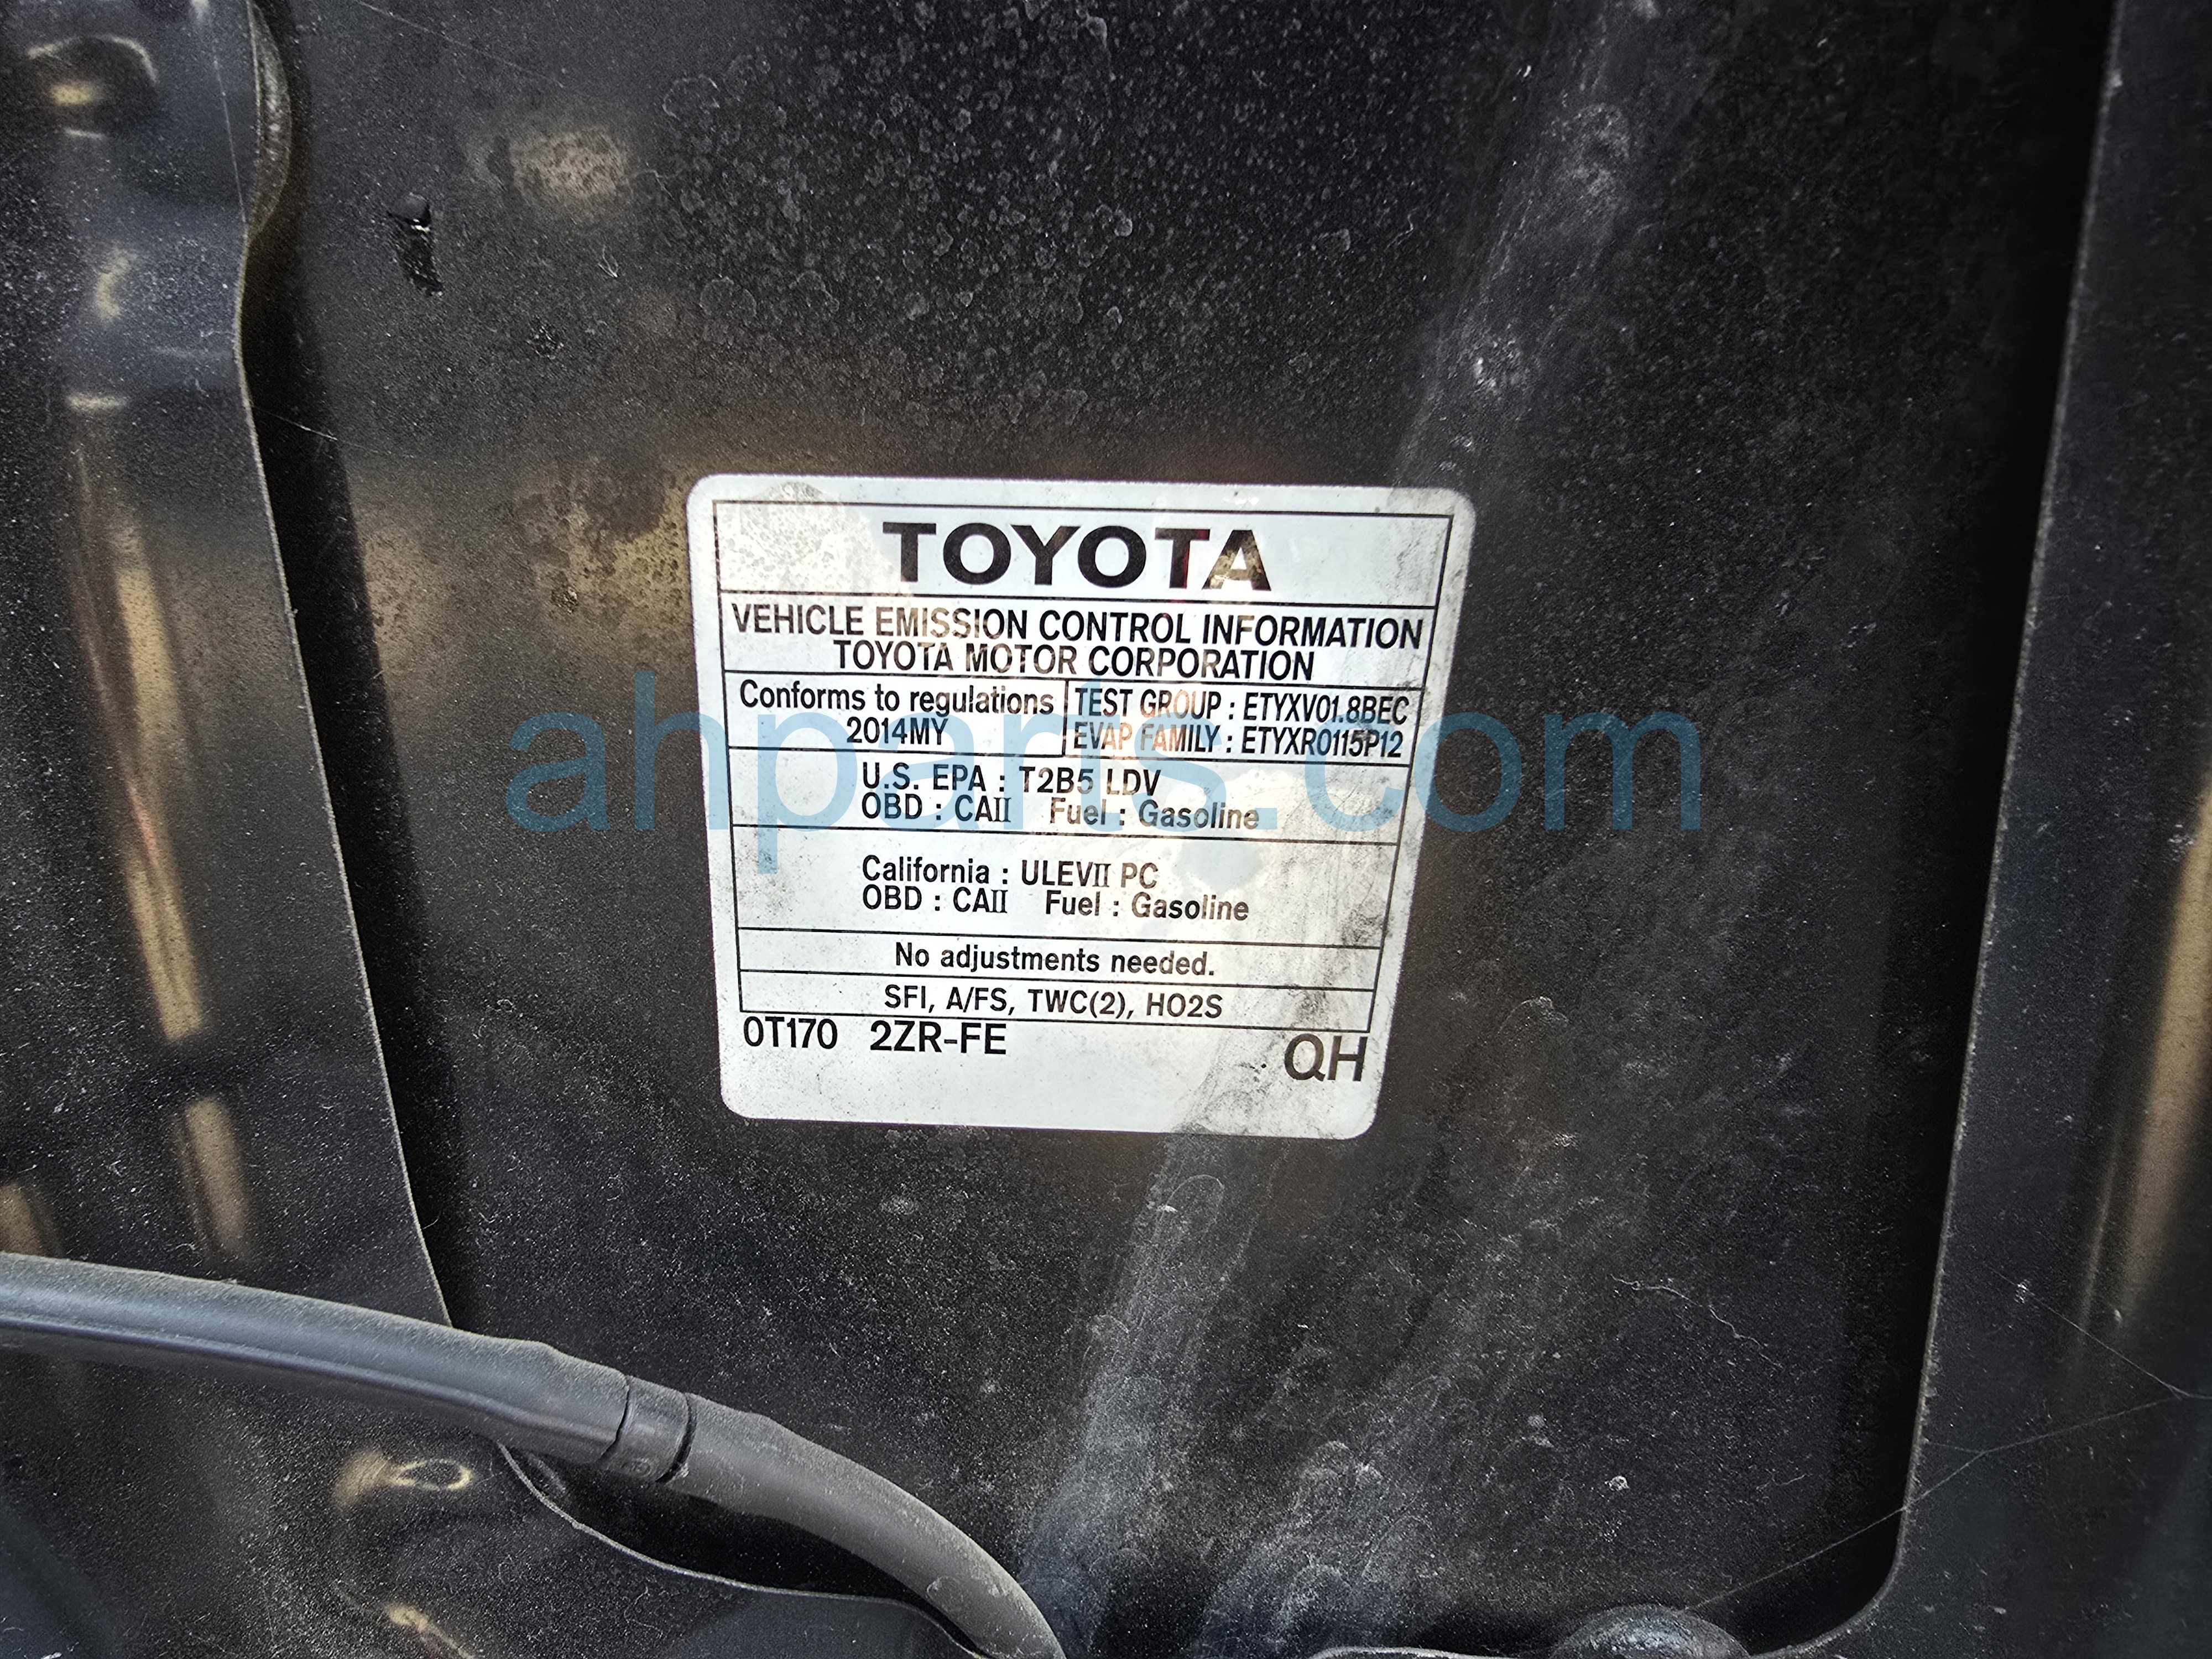 TOYOTA
VEHICLE EMISSION CONTROL INFORMATION
TOYOTA MOTOR CORPORATION
Conforms to regulations
2014MY
TEST GROUP : ETYXV01.8BEC
EVAP FAMILY : ETYXR0115P12
U.S. EPA : T2B5 LDV
OBD : CAII Fuel : Gasoline
California : ULEVII PC
OBD : CAII Fuel : Gasoline
No adjustments needed.
SFI, A/FS, TWC(2), HO2S
0T170 2ZR-FE
QH
ahparts.com